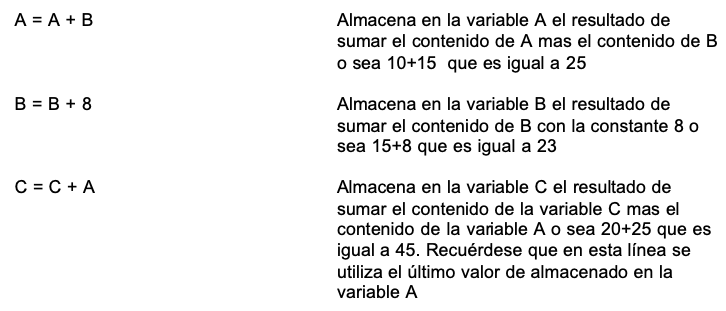 A = A + B
Almacena en la variable A el resultado de
sumar el contenido de A mas el contenido de B
o sea 10+15  que es igual a 25
B = B + 8
Almacena en la variable B el resultado de
sumar el contenido de B con la constante 8 o
sea 15+8 que es igual a 23
C = C + A
Almacena en la variable C el resultado de
sumar el contenido de la variable C mas el
contenido de la variable A o sea 20+25 que es
igual a 45. Recuérdese que en esta línea se
utiliza el último valor de almacenado en la
variable A